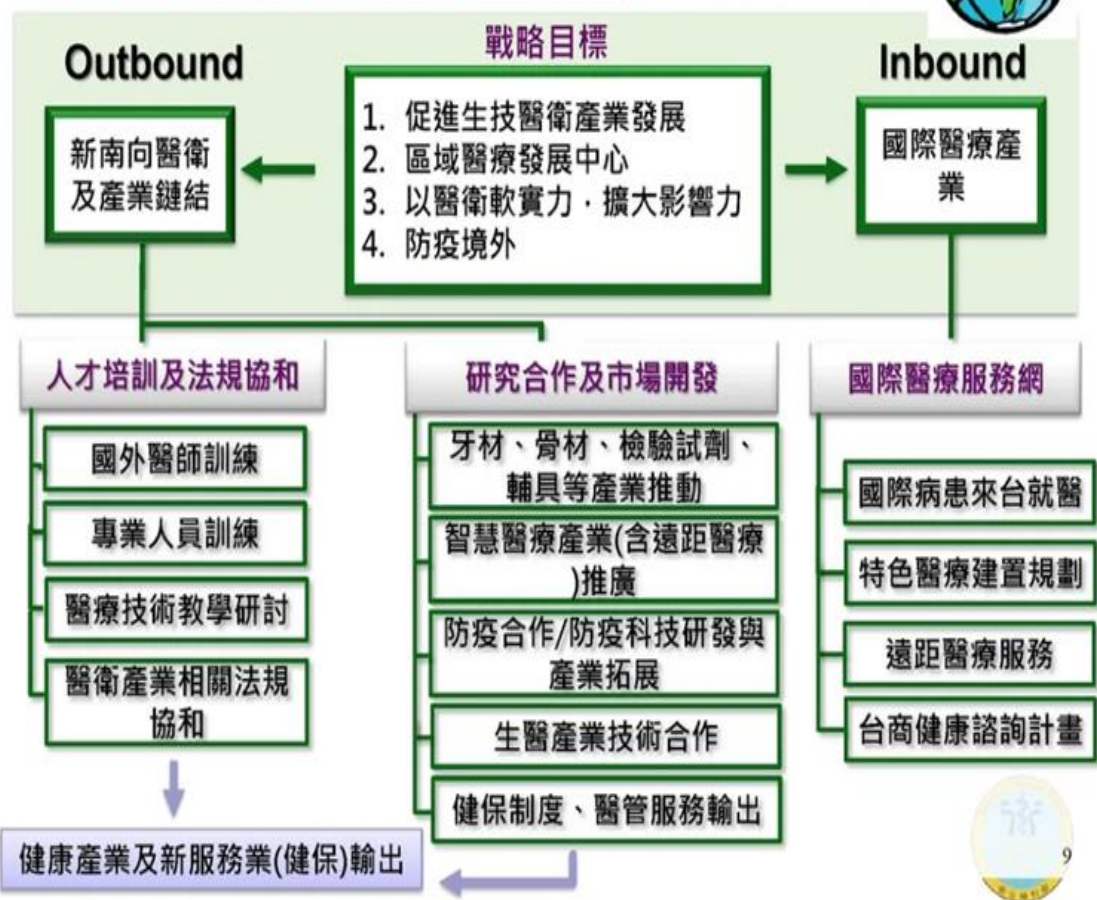 戰略目標
Outbound
Inbound
新南向醫衛
及產業鏈結
1. 促進生技醫衛產業發展
2. 區域醫療發展中心
3. 以醫衛軟實力，擴大影響力
4. 防疫境外
國際醫療產
業
人才培訓及法規協和
國外醫師訓練
專業人員訓練
醫療技術教學研討
醫衛產業相關法規
協和
研究合作及市場開發
牙材、骨材、檢驗試劑、
輔具等產業推動
智慧醫療產業(含遠距醫療
)推廣
防疫合作/防疫科技研發與
產業拓展
生醫產業技術合作
健保制度、醫管服務輸出
國際醫療服務網
國際病患來台就醫
特色醫療建置規劃
遠距醫療服務
台商健康諮詢計畫
健康產業及新服務業(健保)輸出
9